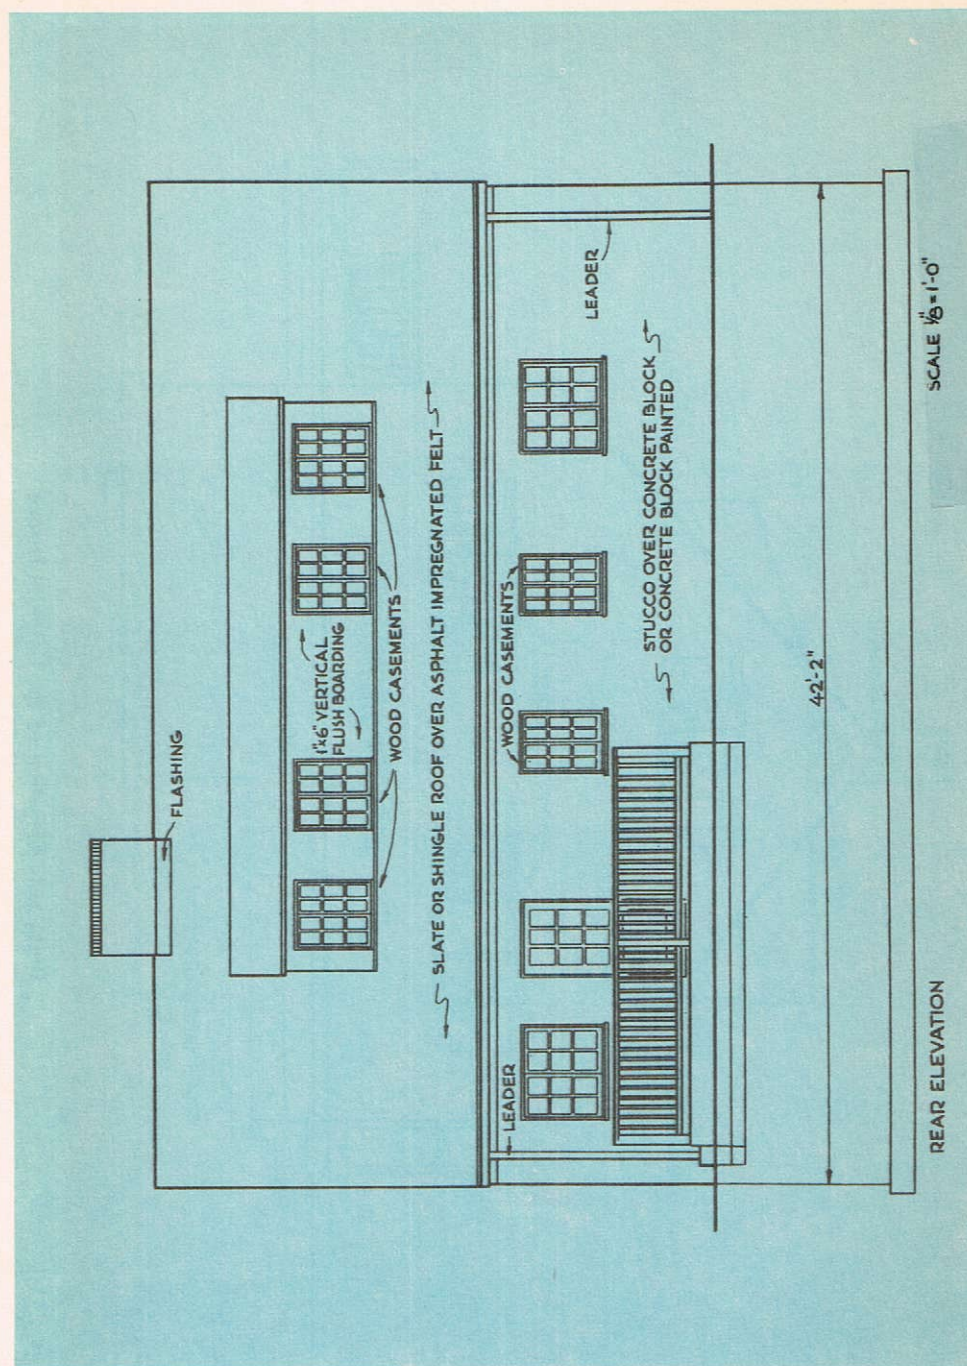 FLASHING
1"x6" VERTICAL
FLUSH BOARDING
WOOD CASEMENTS
SLATE OR SHINGLE ROOF OVER ASPHALT IMPREGNATED FELT
LEADER
WOOD CASEMENTS
LEADER
STUCCO OVER CONCRETE BLOCK
OR CONCRETE BLOCK PAINTED
42'-2"
REAR ELEVATION
SCALE 1/8" = 1'-0"